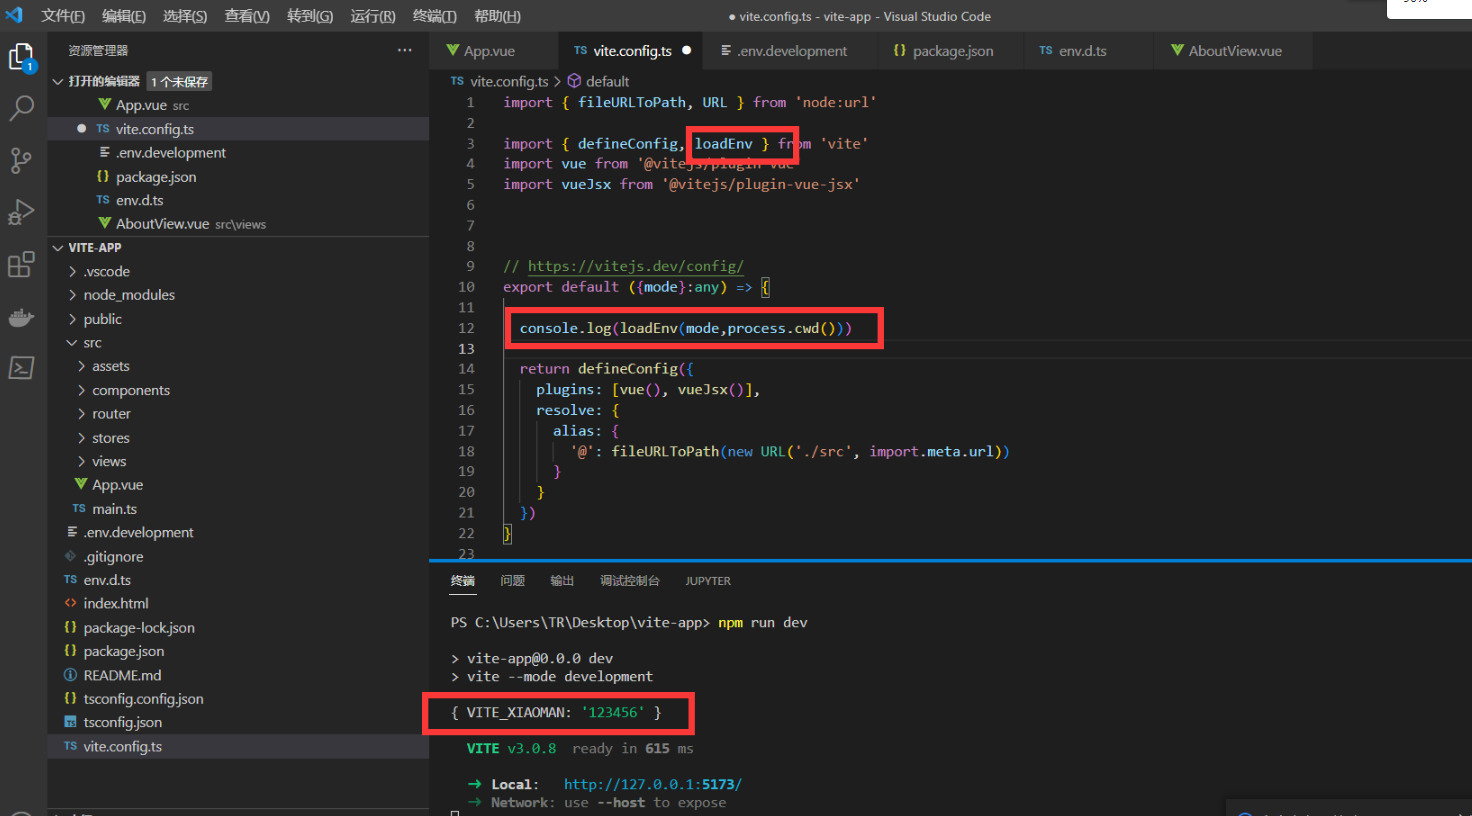 文件(F) 编辑(E) 选择(S) 查看(V) 转到(G) 运行(R) 终端(T) 帮助(H) ● vite.config.ts - vite-app - Visual Studio Code
资源管理器 ···
App.vue TS vite.config.ts ● .env.development {} package.json TS env.d.ts AboutView.vue
1
打开的编辑器 1 个未保存
App.vue src
● TS vite.config.ts
.env.development
{} package.json
TS env.d.ts
AboutView.vue src\views
VITE-APP
.vscode
node_modules
public
src
assets
components
router
stores
views
App.vue
TS main.ts
.env.development
.gitignore
TS env.d.ts
<> index.html
{} package-lock.json
{} package.json
README.md
{} tsconfig.config.json
TS tsconfig.json
TS vite.config.ts
TS vite.config.ts > default
1 import { fileURLToPath, URL } from 'node:url'
2
3 import { defineConfig, loadEnv } from 'vite'
4 import vue from '@vitejs/plugin-vue'
5 import vueJsx from '@vitejs/plugin-vue-jsx'
6
7
8
9 // https://vitejs.dev/config/
10 export default ({mode}:any) => {
11
12 console.log(loadEnv(mode,process.cwd()))
13
14 return defineConfig({
15 plugins: [vue(), vueJsx()],
16 resolve: {
17 alias: {
18 '@': fileURLToPath(new URL('./src', import.meta.url))
19 }
20 }
21 })
22 }
23
终端 问题 输出 调试控制台 JUPYTER
PS C:\Users\TR\Desktop\vite-app> npm run dev
> vite-app@0.0.0 dev
> vite --mode development
{ VITE_XIAOMAN: '123456' }
VITE v3.0.8 ready in 615 ms
➜ Local: http://127.0.0.1:5173/
➜ Network: use --host to expose